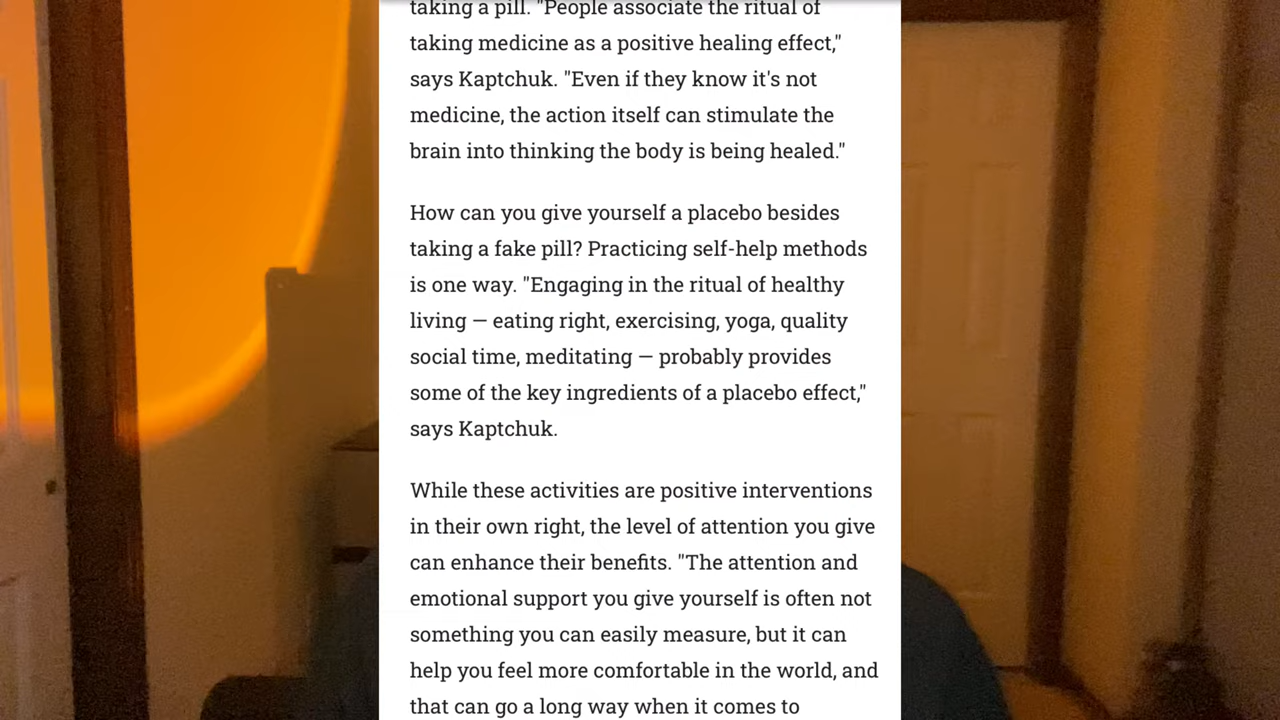 taking a pill. "People associate the ritual of
taking medicine as a positive healing effect,"
says Kaptchuk. "Even if they know it's not
medicine, the action itself can stimulate the
brain into thinking the body is being healed."
How can you give yourself a placebo besides
taking a fake pill? Practicing self-help methods
is one way. "Engaging in the ritual of healthy
living — eating right, exercising, yoga, quality
social time, meditating — probably provides
some of the key ingredients of a placebo effect,"
says Kaptchuk.
While these activities are positive interventions
in their own right, the level of attention you give
can enhance their benefits. "The attention and
emotional support you give yourself is often not
something you can easily measure, but it can
help you feel more comfortable in the world, and
that can go a long way when it comes to